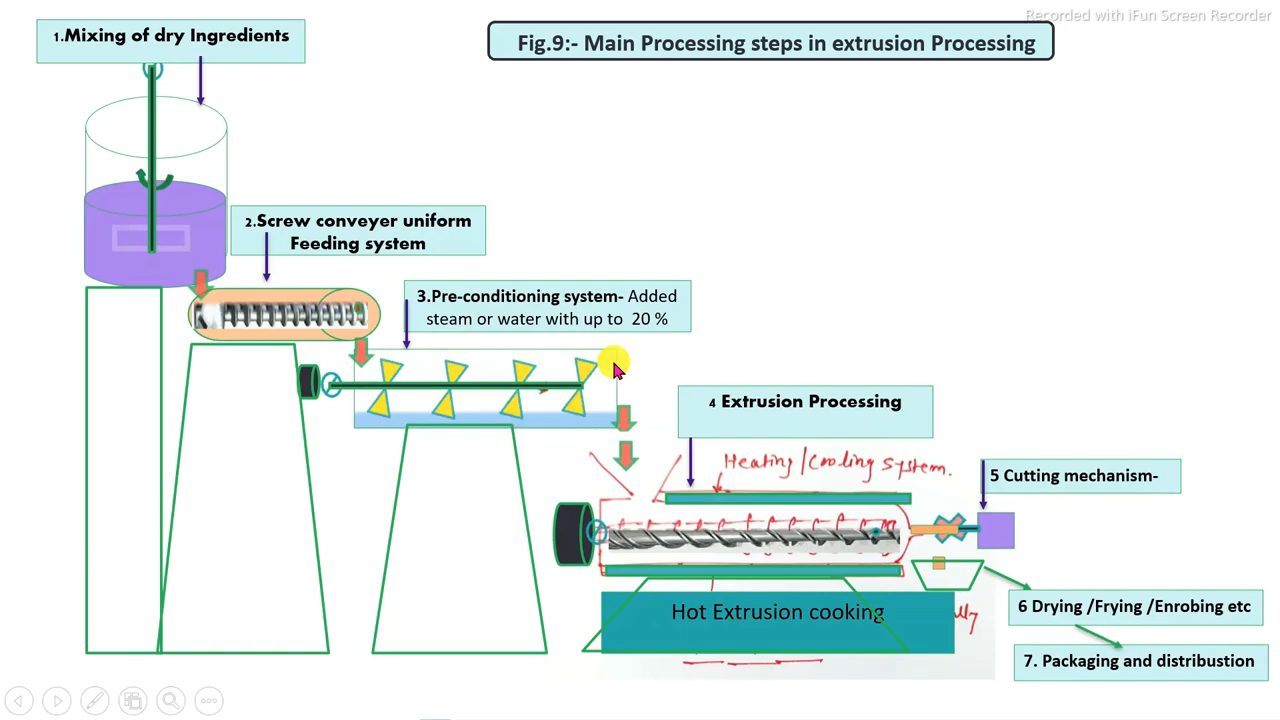 Recorded with iFun Screen Recorder
Fig.9:- Main Processing steps in extrusion Processing
1.Mixing of dry Ingredients
2.Screw conveyer uniform
Feeding system
3.Pre-conditioning system- Added
steam or water with up to 20 %
4 Extrusion Processing
Heating/Cooling system.
5 Cutting mechanism-
Hot Extrusion cooking
6 Drying /Frying /Enrobing etc
7. Packaging and distribustion